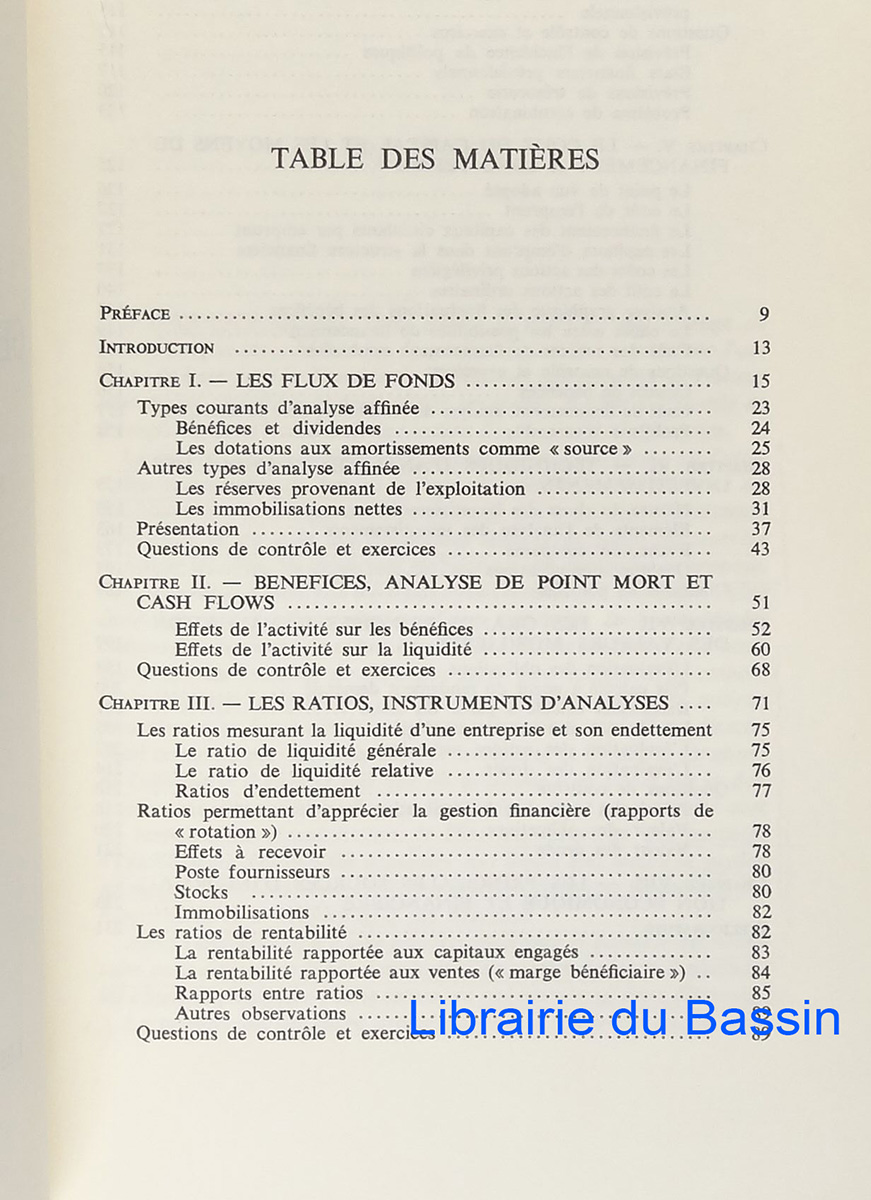 TABLE DES MATIÈRES
PRÉFACE ............ 9
INTRODUCTION ............ 13
CHAPITRE I. — LES FLUX DE FONDS ............ 15
Types courants d'analyse affinée ............ 23
Bénéfices et dividendes ............ 24
Les dotations aux amortissements comme « source » ........ 25
Autres types d'analyse affinée ............ 28
Les réserves provenant de l'exploitation ............ 28
Les immobilisations nettes ............ 31
Présentation ............ 37
Questions de contrôle et exercices ............ 43
CHAPITRE II. — BENEFICES, ANALYSE DE POINT MORT ET
CASH FLOWS ............ 51
Effets de l'activité sur les bénéfices ............ 52
Effets de l'activité sur la liquidité ............ 60
Questions de contrôle et exercices ............ 68
CHAPITRE III. — LES RATIOS, INSTRUMENTS D'ANALYSES .... 71
Les ratios mesurant la liquidité d'une entreprise et son endettement 75
Le ratio de liquidité générale ............ 75
Le ratio de liquidité relative ............ 76
Ratios d'endettement ............ 77
Ratios permettant d'apprécier la gestion financière (rapports de
« rotation ») ............ 78
Effets à recevoir ............ 78
Poste fournisseurs ............ 80
Stocks ............ 80
Immobilisations ............ 82
Les ratios de rentabilité ............ 82
La rentabilité rapportée aux capitaux engagés ............ 83
La rentabilité rapportée aux ventes (« marge bénéficiaire ») .. 84
Rapports entre ratios ............ 85
Autres observations ............
Librairie du Bassin
Questions de contrôle et exercices ............ 89